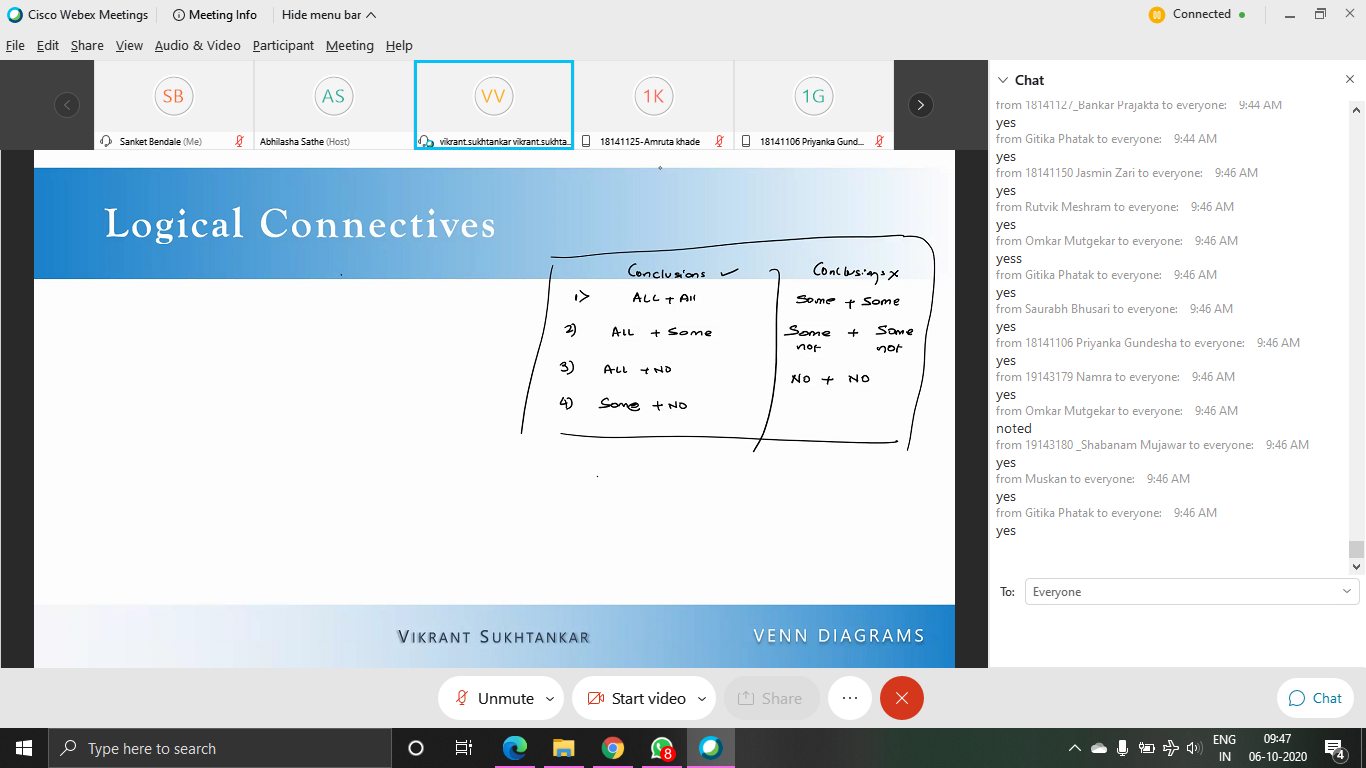 Cisco Webex Meetings
Meeting Info
Hide menu bar
Connected
File Edit Share View Audio & Video Participant Meeting Help
SB
AS
VV
1K
1G
Sanket Bendale (Me)
Abhilasha Sathe (Host)
vikrant.sukhtankar vikrant.sukhta...
18141125-Amruta khade
18141106 Priyanka Gund...
Logical Connectives
Conclusions ✓
Conclusions x
1> ALL + All
Some + Some
2) ALL + Some
Some not + Some not
3) ALL + NO
NO + NO
4) Some + NO
VIKRANT SUKHTANKAR
VENN DIAGRAMS
Chat
from 18141127_Bankar Prajakta to everyone: 9:44 AM
yes
from Gitika Phatak to everyone: 9:44 AM
yes
from 18141150 Jasmin Zari to everyone: 9:46 AM
yes
from Rutvik Meshram to everyone: 9:46 AM
yes
from Omkar Mutgekar to everyone: 9:46 AM
yess
from Gitika Phatak to everyone: 9:46 AM
yes
from Saurabh Bhusari to everyone: 9:46 AM
yes
from 18141106 Priyanka Gundesha to everyone: 9:46 AM
yes
from 19143179 Namra to everyone: 9:46 AM
yes
from Omkar Mutgekar to everyone: 9:46 AM
noted
from 19143180 _Shabanam Mujawar to everyone: 9:46 AM
yes
from Muskan to everyone: 9:46 AM
yes
from Gitika Phatak to everyone: 9:46 AM
yes
To: Everyone
Unmute
Start video
Share
Chat
Type here to search
8
ENG
IN
09:47
06-10-2020
4